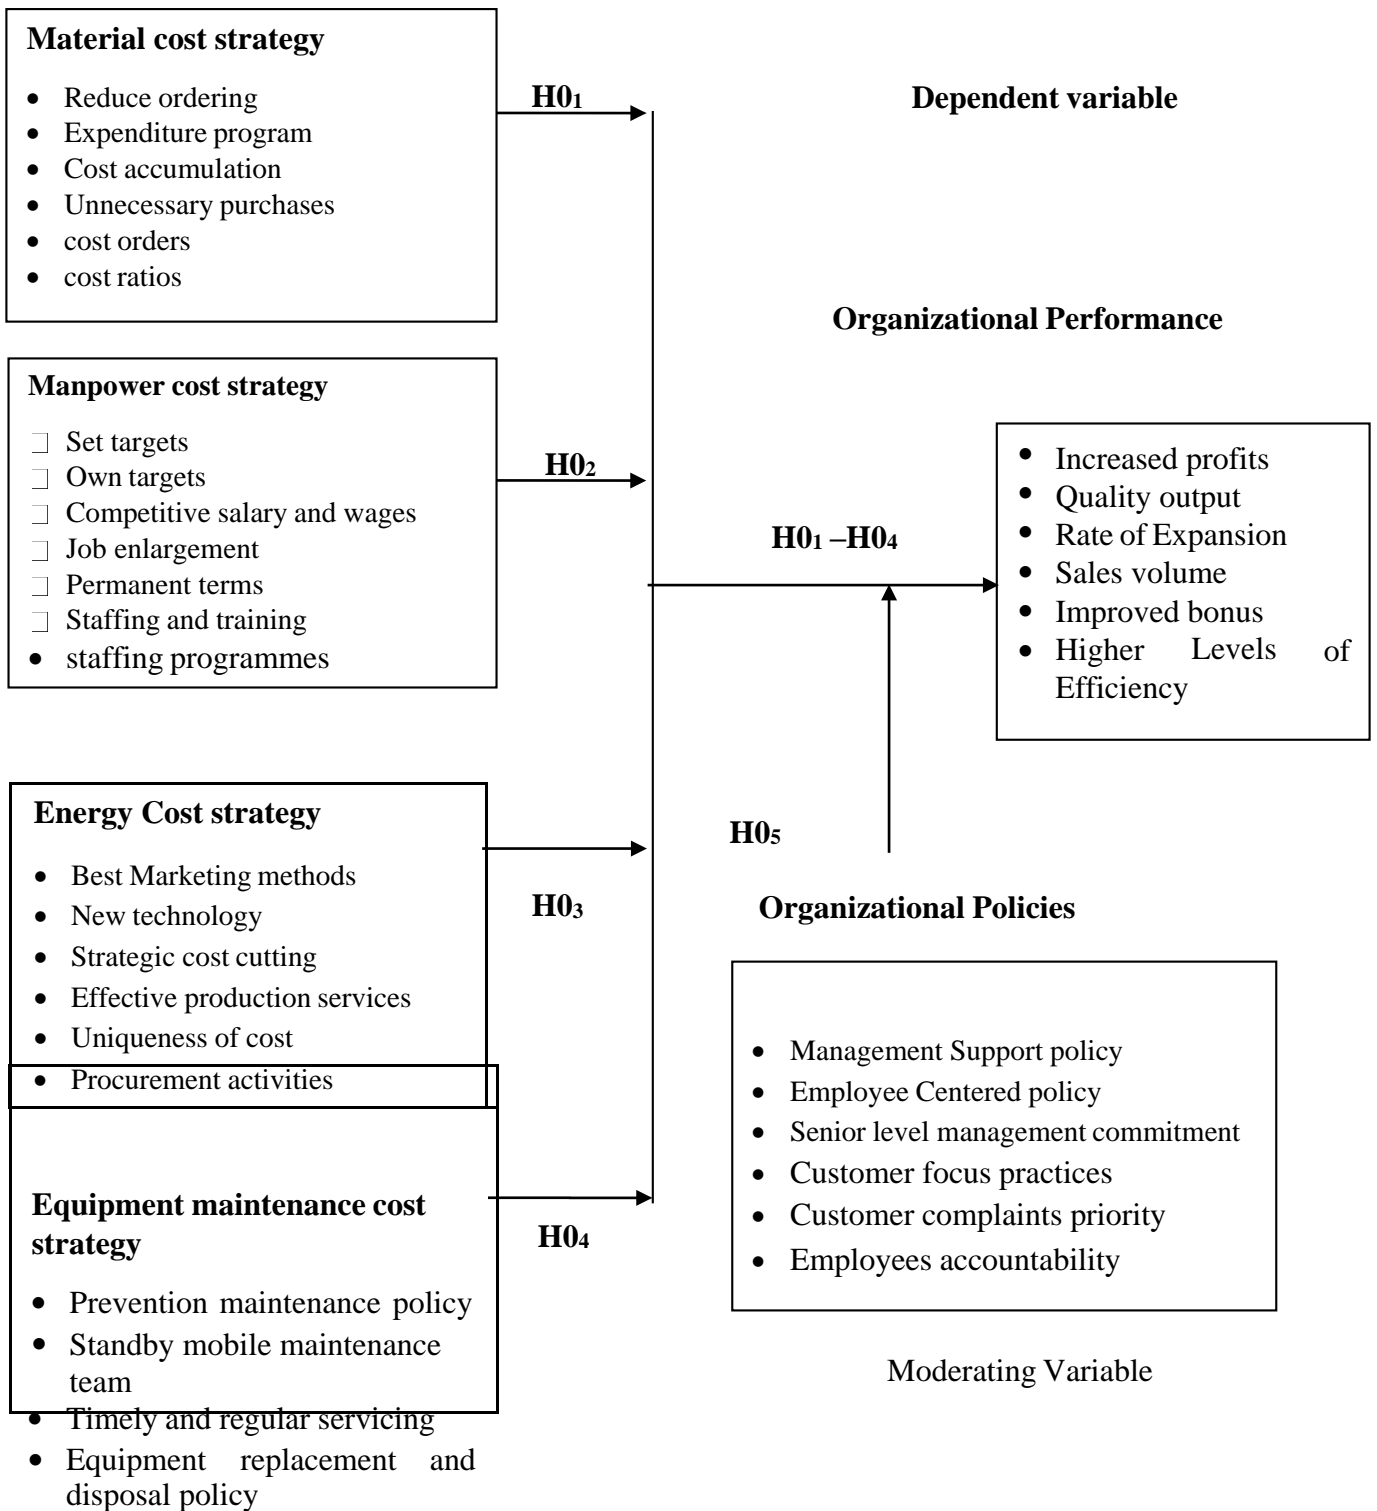 Material cost strategy
• Reduce ordering
• Expenditure program
• Cost accumulation
• Unnecessary purchases
• cost orders
• cost ratios
H01
Dependent variable
Organizational Performance
Manpower cost strategy
□ Set targets
□ Own targets
□ Competitive salary and wages
□ Job enlargement
□ Permanent terms
□ Staffing and training
• staffing programmes
H02
H01 –H04
• Increased profits
• Quality output
• Rate of Expansion
• Sales volume
• Improved bonus
• Higher Levels of
Efficiency
Energy Cost strategy
• Best Marketing methods
• New technology
• Strategic cost cutting
• Effective production services
• Uniqueness of cost
• Procurement activities
H03
H05
Organizational Policies
• Management Support policy
• Employee Centered policy
• Senior level management commitment
• Customer focus practices
• Customer complaints priority
• Employees accountability
Moderating Variable
Equipment maintenance cost
strategy
• Prevention maintenance policy
• Standby mobile maintenance
team
• Timely and regular servicing
• Equipment replacement and
disposal policy
H04